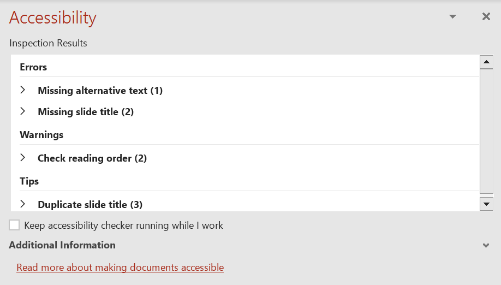 Accessibility
Inspection Results
Errors
Missing alternative text (1)
Missing slide title (2)
Warnings
Check reading order (2)
Tips
Duplicate slide title (3)
Keep accessibility checker running while I work
Additional Information
Read more about making documents accessible